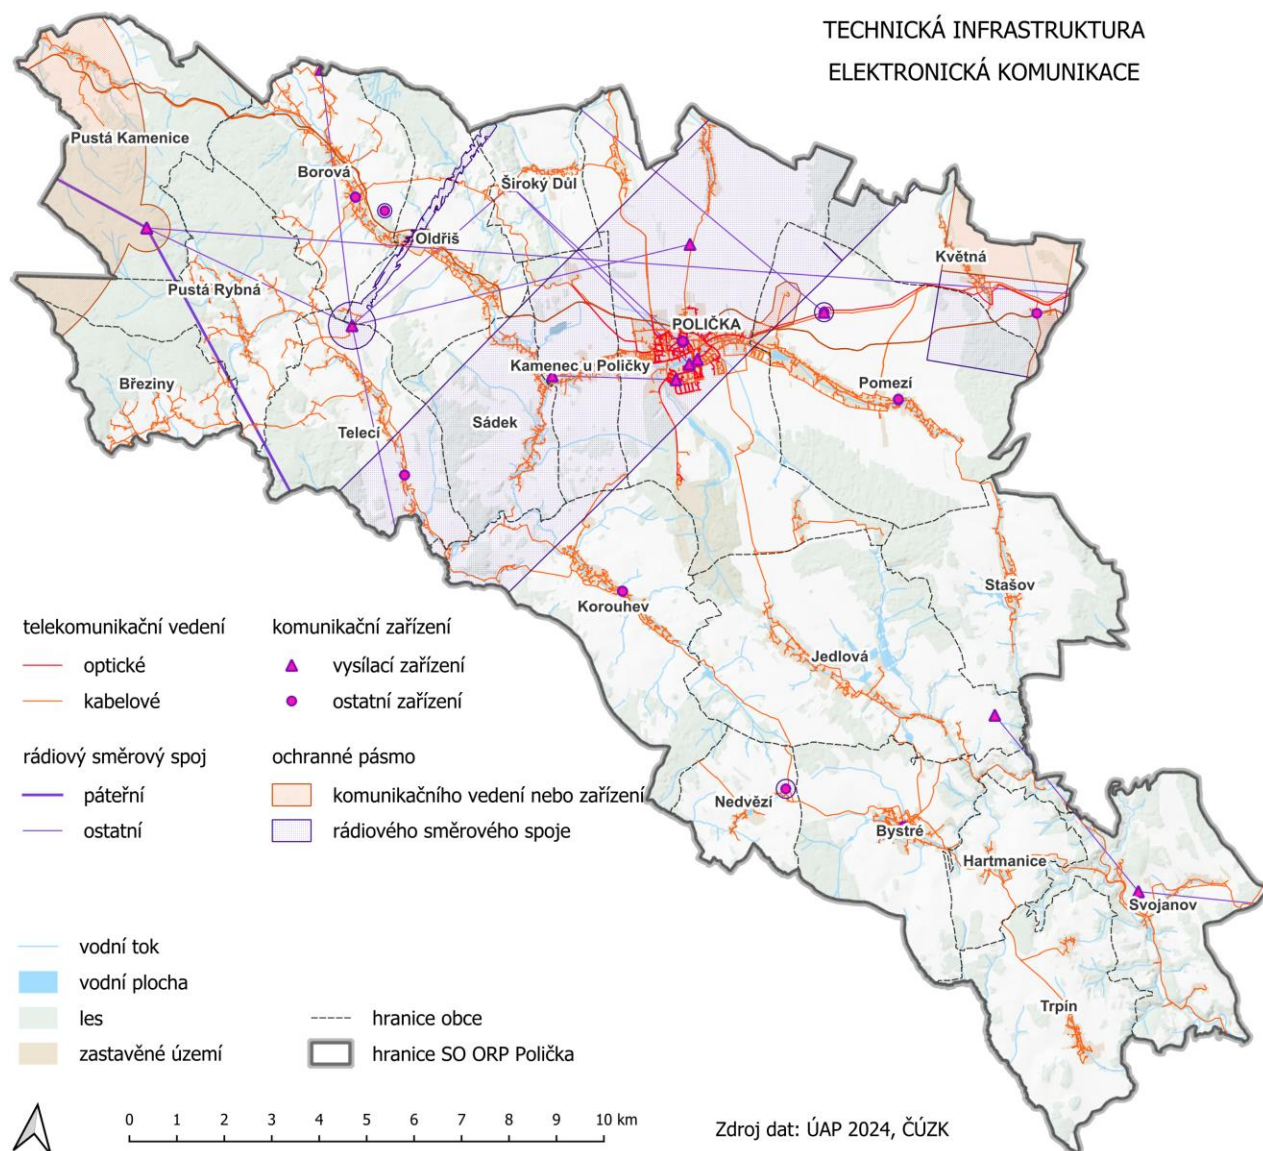 TECHNICKÁ INFRASTRUKTURA
ELEKTRONICKÁ KOMUNIKACE
Pustá Kamenice
Borová
Široký Důl
Oldřiš
Květná
Pustá Rybná
POLIČKA
Kamenec u Poličky
Březiny
Pomezí
Telecí
Sádek
Stašov
Korouhev
Jedlová
Nedvězí
Bystré
Hartmanice
Svojanov
Trpín
telekomunikační vedení
optické
kabelové
rádiový směrový spoj
páteřní
ostatní
komunikační zařízení
vysílací zařízení
ostatní zařízení
ochranné pásmo
komunikačního vedení nebo zařízení
rádiového směrového spoje
vodní tok
vodní plocha
les
zastavěné území
hranice obce
hranice SO ORP Polička
0 1 2 3 4 5 6 7 8 9 10 km
Zdroj dat: ÚAP 2024, ČÚZK